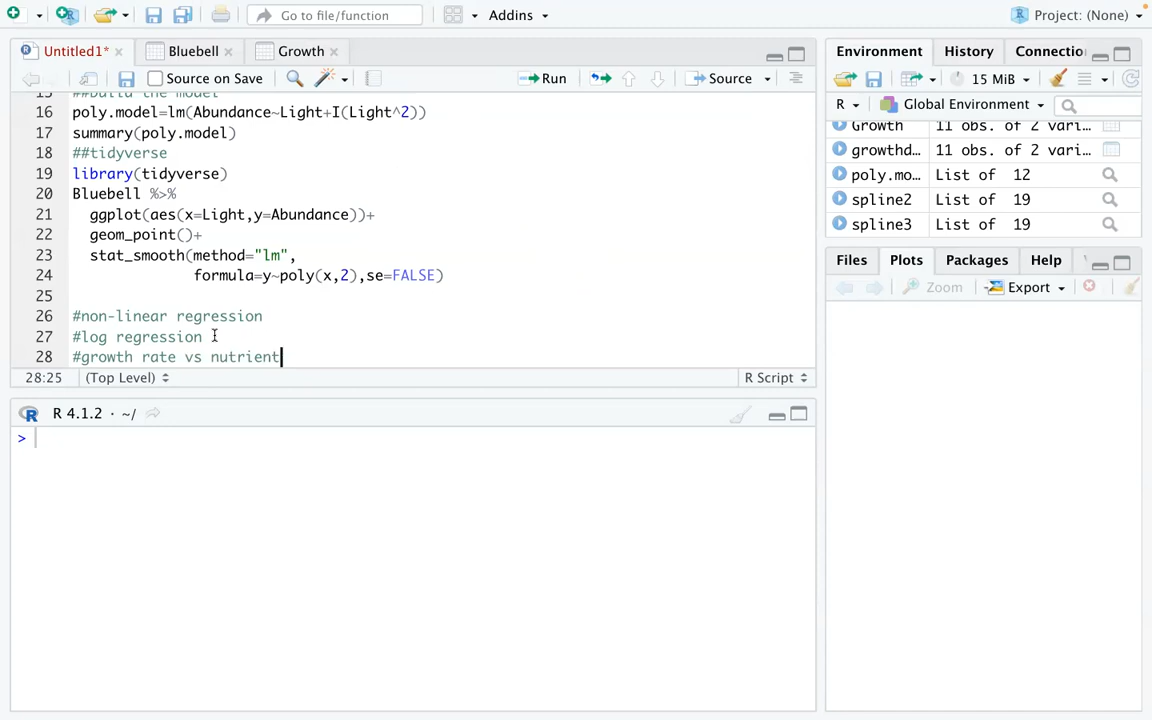 Go to file/function
Addins
Project: (None)
Untitled1*
Bluebell
Growth
Source on Save
Run
Source
16 poly.model=lm(Abundance~Light+I(Light^2))
17 summary(poly.model)
18 ##tidyverse
19 library(tidyverse)
20 Bluebell %>%
21 ggplot(aes(x=Light,y=Abundance))+
22 geom_point()+
23 stat_smooth(method="lm",
24 formula=y~poly(x,2),se=FALSE)
25
26 #non-linear regression
27 #log regression
28 #growth rate vs nutrient
28:25 (Top Level) R Script
R 4.1.2 · ~/
>
Environment History Connectio
15 MiB
R Global Environment
Growth 11 obs. of 2 vari…
growthd… 11 obs. of 2 vari…
poly.mo… List of 12
spline2 List of 19
spline3 List of 19
Files Plots Packages Help
Zoom Export